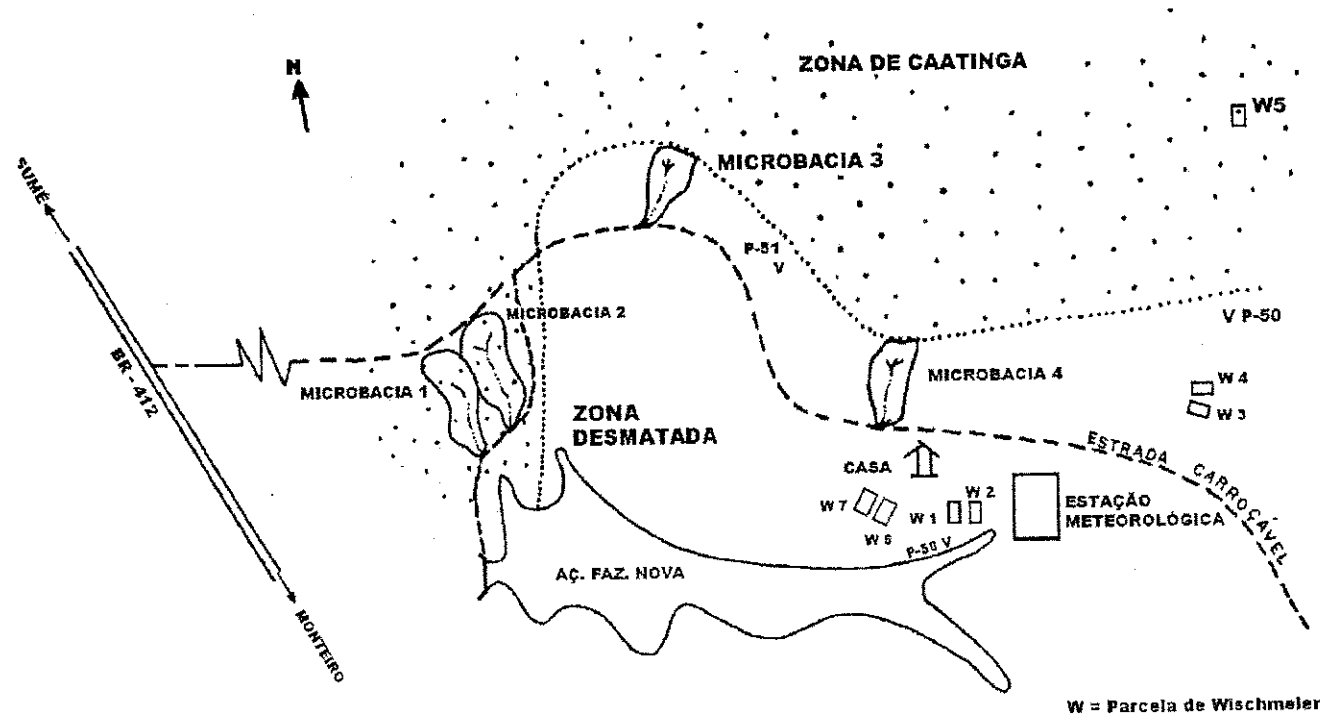 ZONA DE CAATINGA
N
W5
MICROBACIA 3
SUMÉ
P-51
V
V P-50
MICROBACIA 2
BR - 412
MICROBACIA 1
MICROBACIA 4
W 4
W 3
ZONA
DESMATADA
ESTRADA CARROÇÁVEL
CASA
W 7
W 6
W 1
W 2
ESTAÇÃO
METEOROLÓGICA
P-50 V
AÇ. FAZ. NOVA
MONTEIRO
W = Parcela de Wischmeier